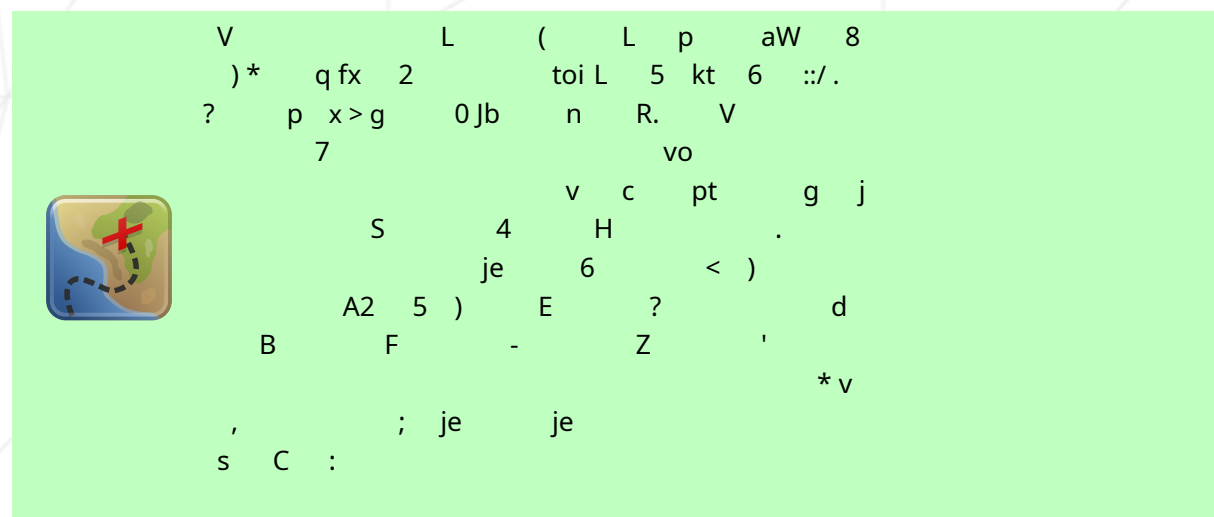 V L ( L p aW 8
) * q fx 2 toi L 5 kt 6 ::/ .
? p x > g 0 Jb n R. V
7 vo
v c pt g j
S 4 H .
je 6 < )
A2 5 ) E ? d
B F - Z '
* v
, ; je je
s C :